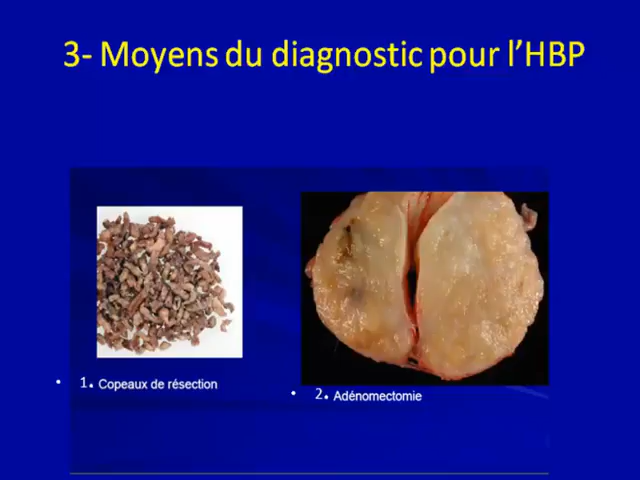 3- Moyens du diagnostic pour l'HBP
• 1. Copeaux de résection
• 2. Adénomectomie